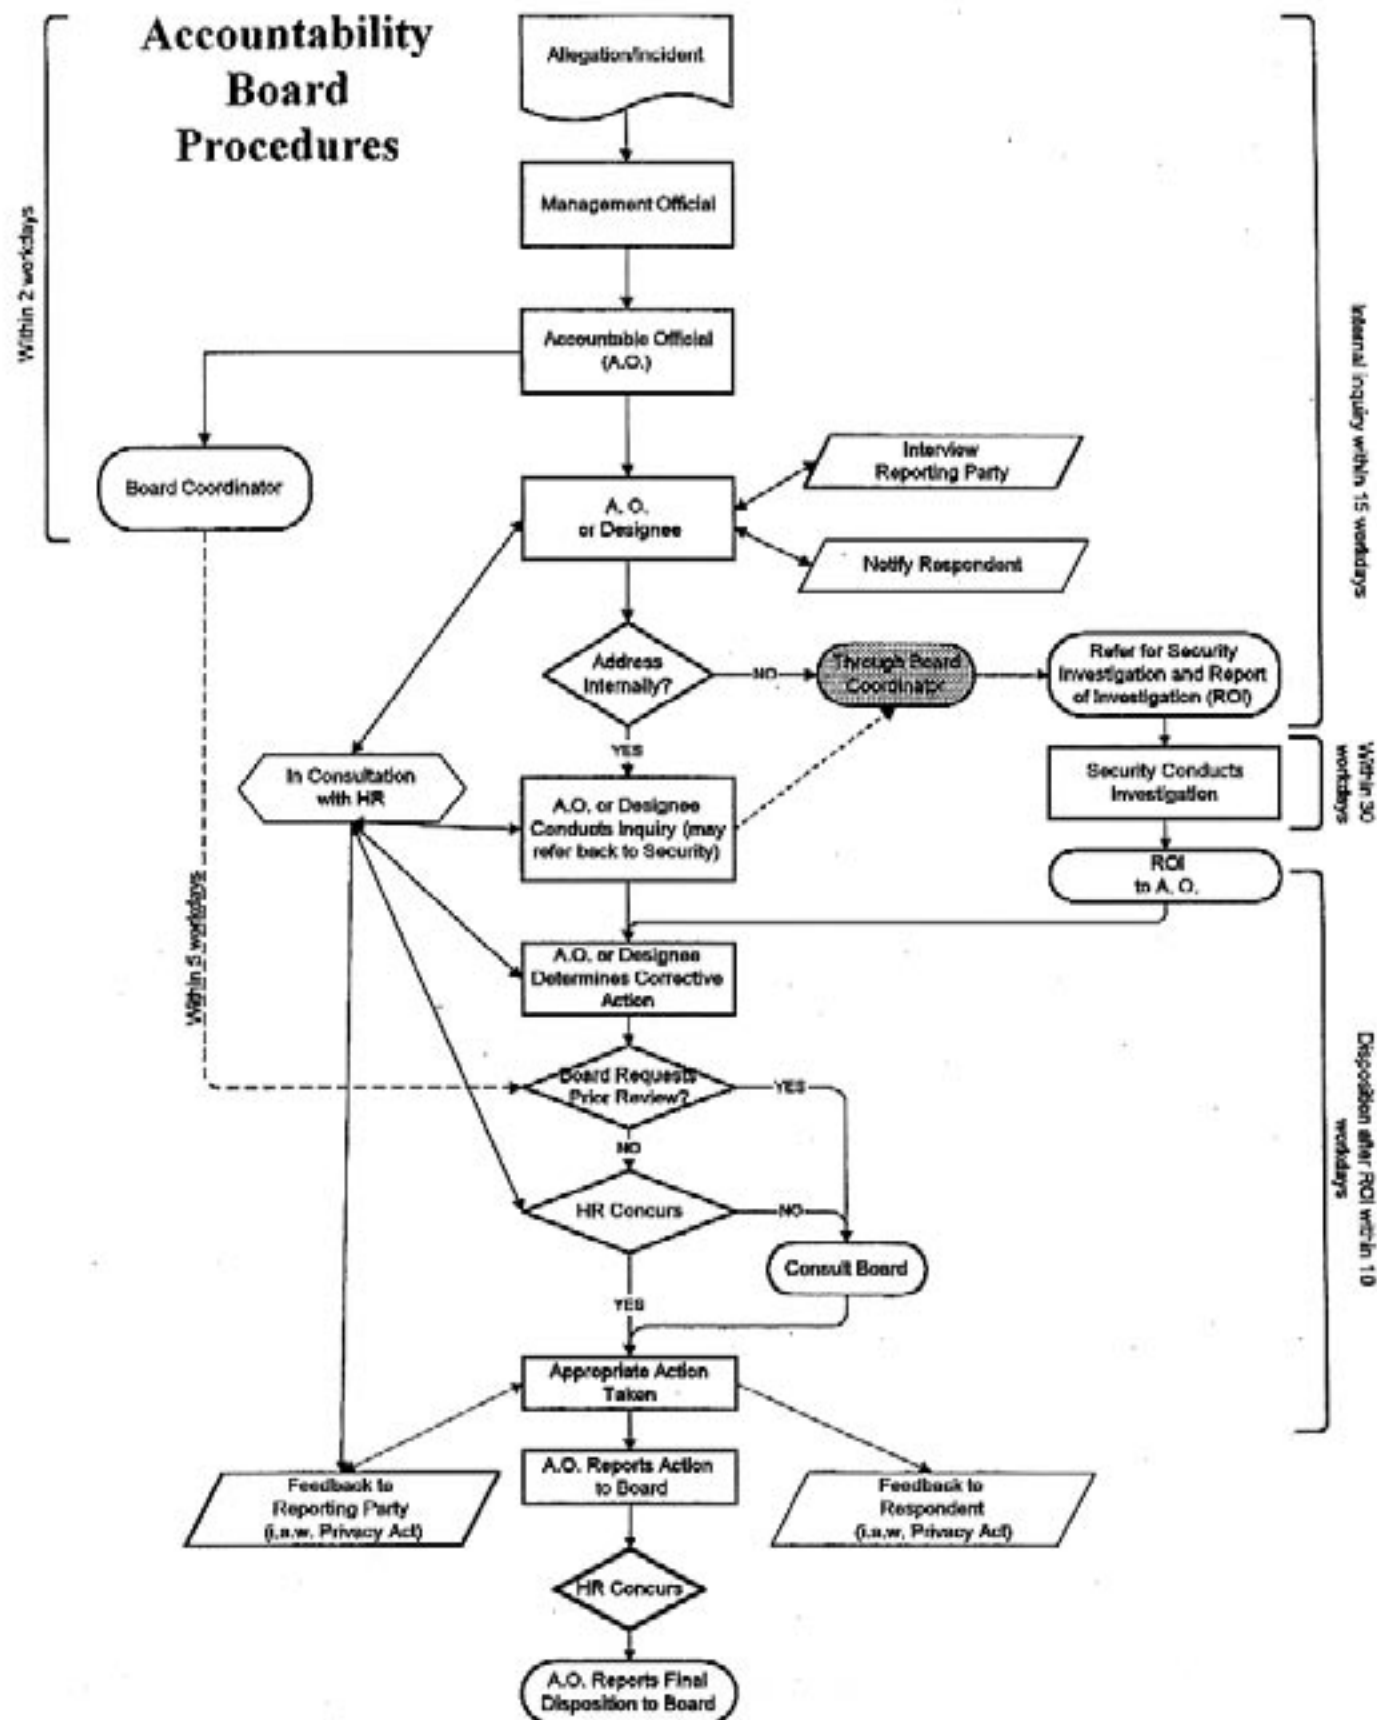 Accountability
Board
Procedures
Within 2 workdays
Allegation/Incident
Management Official
Accountable Official
(A.O.)
Board Coordinator
Interview
Reporting Party
A. O.
or Designee
Notify Respondent
Internal inquiry within 15 workdays
Address
Internally?
NO
Through Board
Coordinator
Refer for Security
Investigation and Report
of Investigation (ROI)
YES
In Consultation
with HR
A.O. or Designee
Conducts Inquiry (may
refer back to Security)
Security Conducts
Investigation
Within 30
workdays
ROI
to A. O.
Within 5 workdays
A.O. or Designee
Determines Corrective
Action
Board Requests
Prior Review?
YES
NO
HR Concurs
NO
Consult Board
YES
Disposition after ROI within 10
workdays
Appropriate Action
Taken
A.O. Reports Action
to Board
Feedback to
Reporting Party
(i.a.w. Privacy Act)
Feedback to
Respondent
(i.a.w. Privacy Act)
HR Concurs
A.O. Reports Final
Disposition to Board